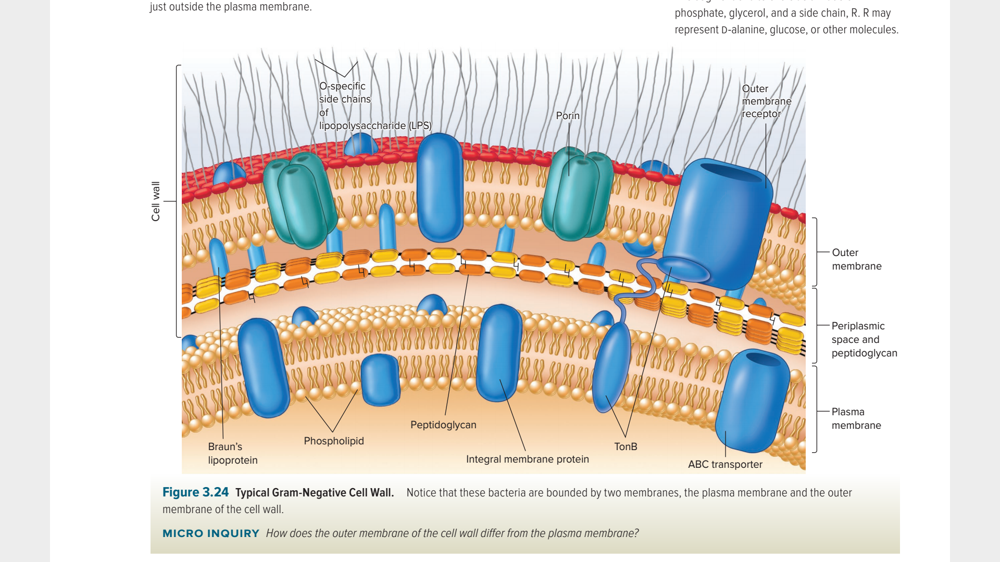 just outside the plasma membrane.
phosphate, glycerol, and a side chain, R. R may
represent D-alanine, glucose, or other molecules.
O-specific
side chains
of
lipopolysaccharide (LPS)
Porin
Outer
membrane
receptor
Cell wall
Outer
membrane
Periplasmic
space and
peptidoglycan
Plasma
membrane
Peptidoglycan
Phospholipid
Braun's
lipoprotein
Integral membrane protein
TonB
ABC transporter
Figure 3.24 Typical Gram-Negative Cell Wall. Notice that these bacteria are bounded by two membranes, the plasma membrane and the outer
membrane of the cell wall.
MICRO INQUIRY How does the outer membrane of the cell wall differ from the plasma membrane?